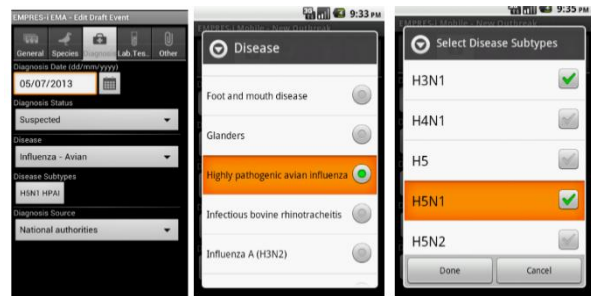 EMPRES-i EMA - Edit Draft Event
General Species Diagnosis Lab.Tes.. Other
Diagnosis Date (dd/mm/yyyy)
05/07/2013
Diagnosis Status
Suspected
Disease
Influenza - Avian
Disease Subtypes
H5N1 HPAI
Diagnosis Source
National authorities
9:33 PM
EMPRES-i Mobile - New Outbreak
Disease
Foot and mouth disease
Glanders
Highly pathogenic avian influenza
Infectious bovine rhinotracheitis
Influenza A (H3N2)
9:35 PM
EMPRES-i Mobile - New Outbreak
Select Disease Subtypes
H3N1
H4N1
H5
H5N1
H5N2
Done Cancel